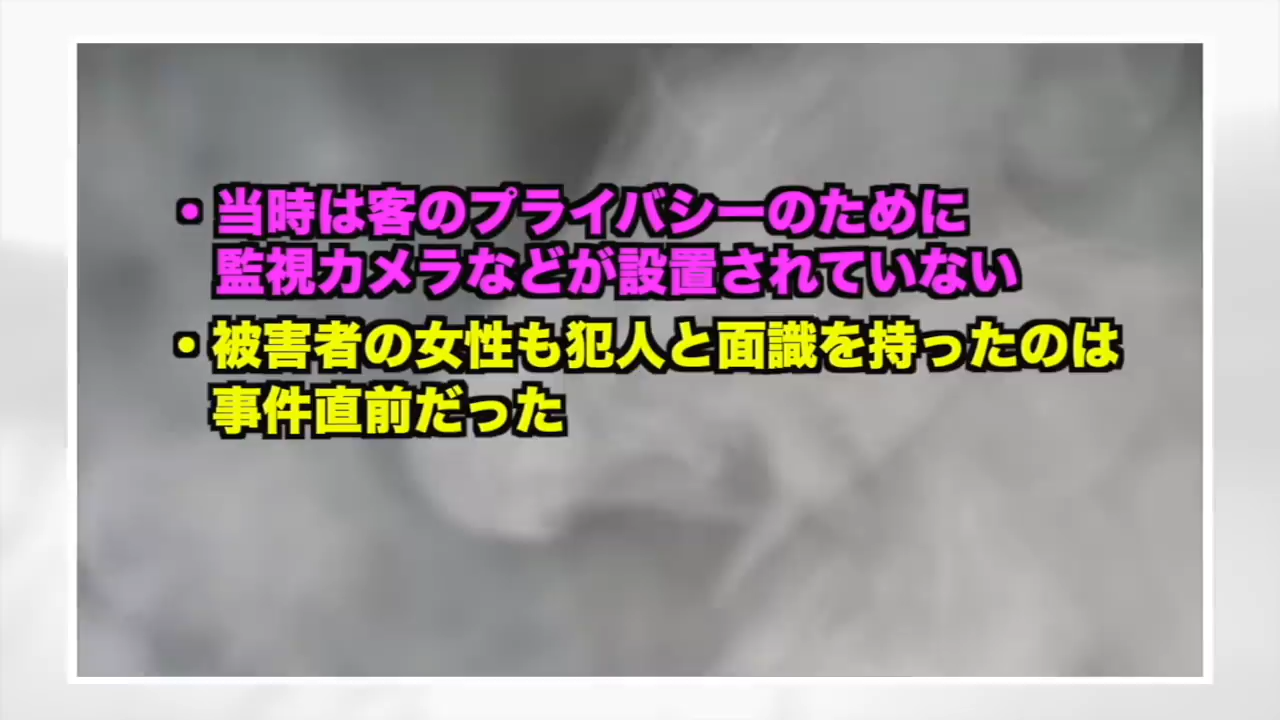 ・当時は客のプライバシーのために
監視カメラなどが設置されていない
・被害者の女性も犯人と面識を持ったのは
事件直前だった